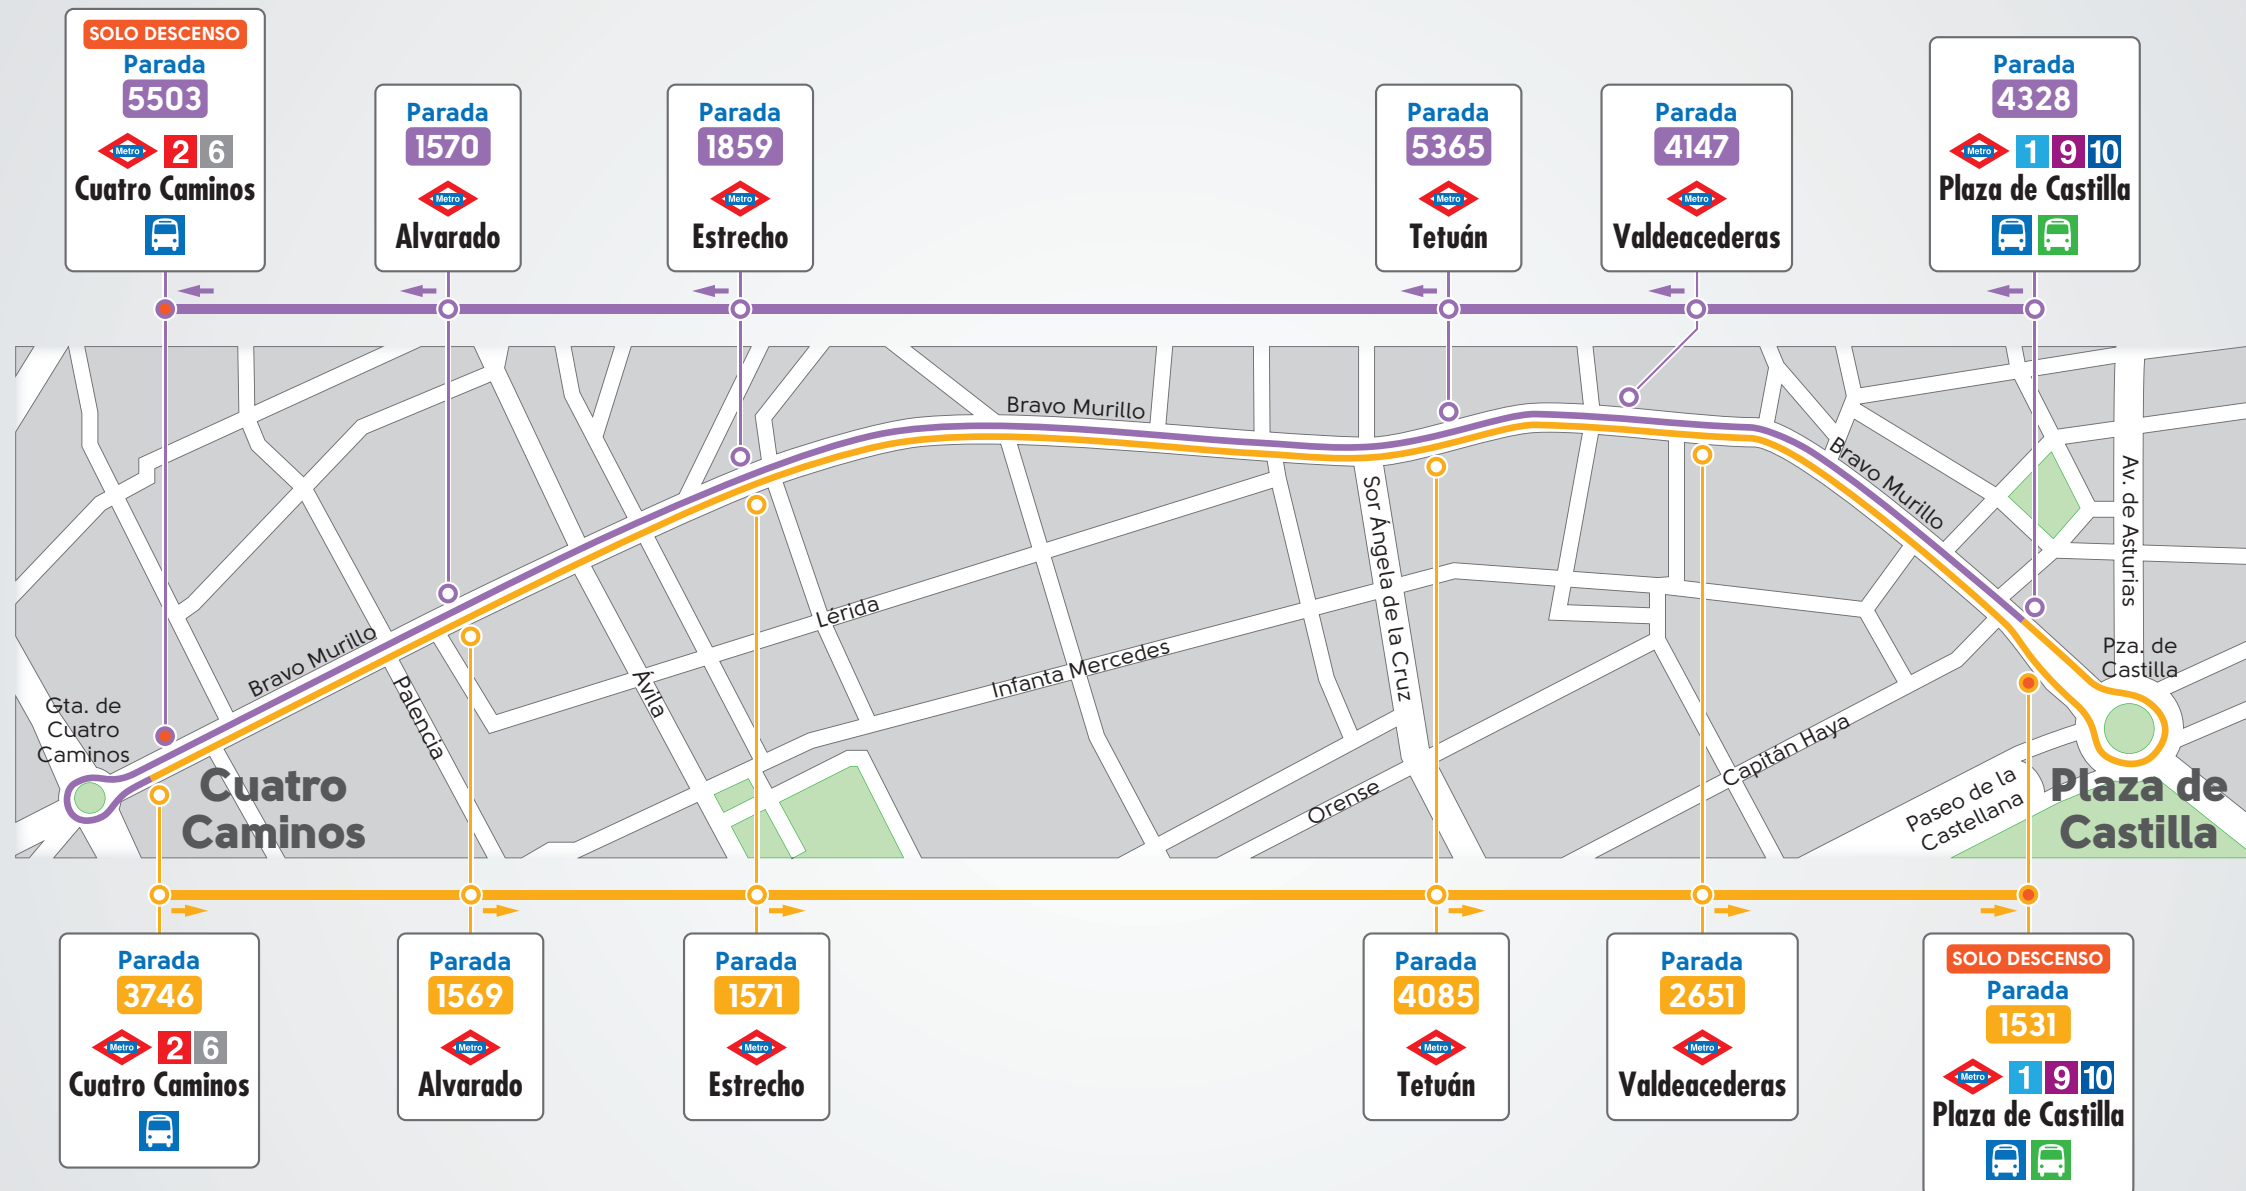 SOLO DESCENSO
Parada
5503
Metro 2 6
Cuatro Caminos
Parada
1570
Metro
Alvarado
Parada
1859
Metro
Estrecho
Parada
5365
Metro
Tetuán
Parada
4147
Metro
Valdeacederas
Parada
4328
Metro 1 9 10
Plaza de Castilla
Bravo Murillo
Bravo Murillo
Av. de Asturias
Sor Ángela de la Cruz
Lérida
Bravo Murillo
Infanta Mercedes
Pza. de
Castilla
Palencia
Ávila
Gta. de
Cuatro
Caminos
Capitán Haya
Orense
Paseo de la
Castellana
Cuatro
Caminos
Plaza de
Castilla
Parada
3746
Metro 2 6
Cuatro Caminos
Parada
1569
Metro
Alvarado
Parada
1571
Metro
Estrecho
Parada
4085
Metro
Tetuán
Parada
2651
Metro
Valdeacederas
SOLO DESCENSO
Parada
1531
Metro 1 9 10
Plaza de Castilla